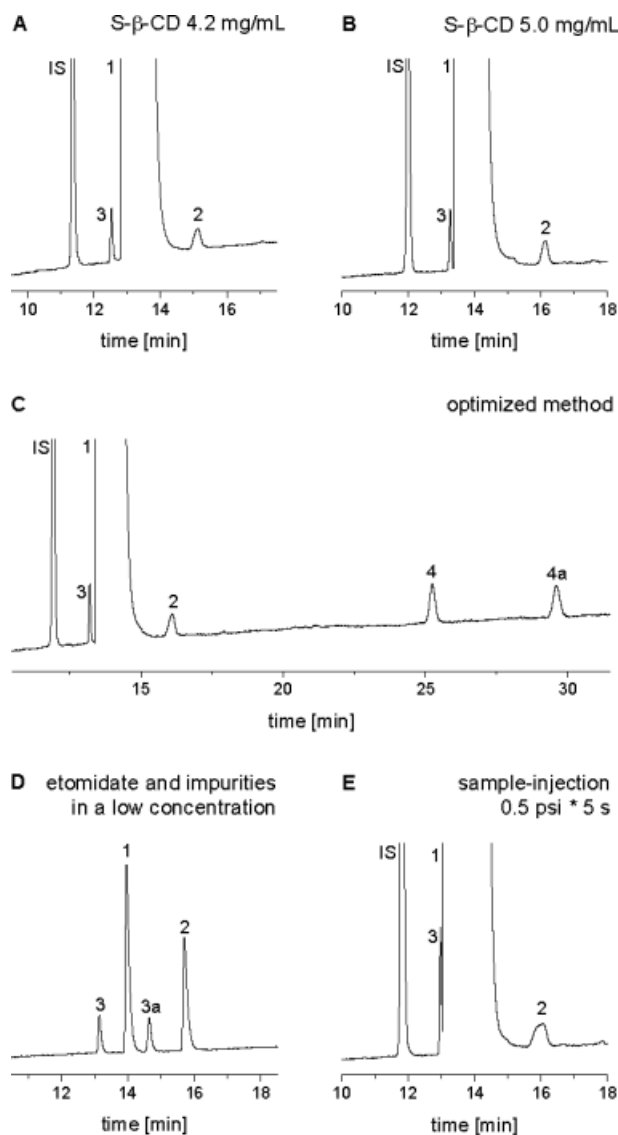 A
S-β-CD 4.2 mg/mL
IS
1
3
2
10 12 14 16
time [min]
B
S-β-CD 5.0 mg/mL
IS
1
3
2
10 12 14 16 18
time [min]
C
optimized method
IS
1
3
2
4
4a
15 20 25 30
time [min]
D
etomidate and impurities
in a low concentration
1
2
3
3a
12 14 16 18
time [min]
E
sample-injection
0.5 psi * 5 s
IS
1
3
2
10 12 14 16 18
time [min]